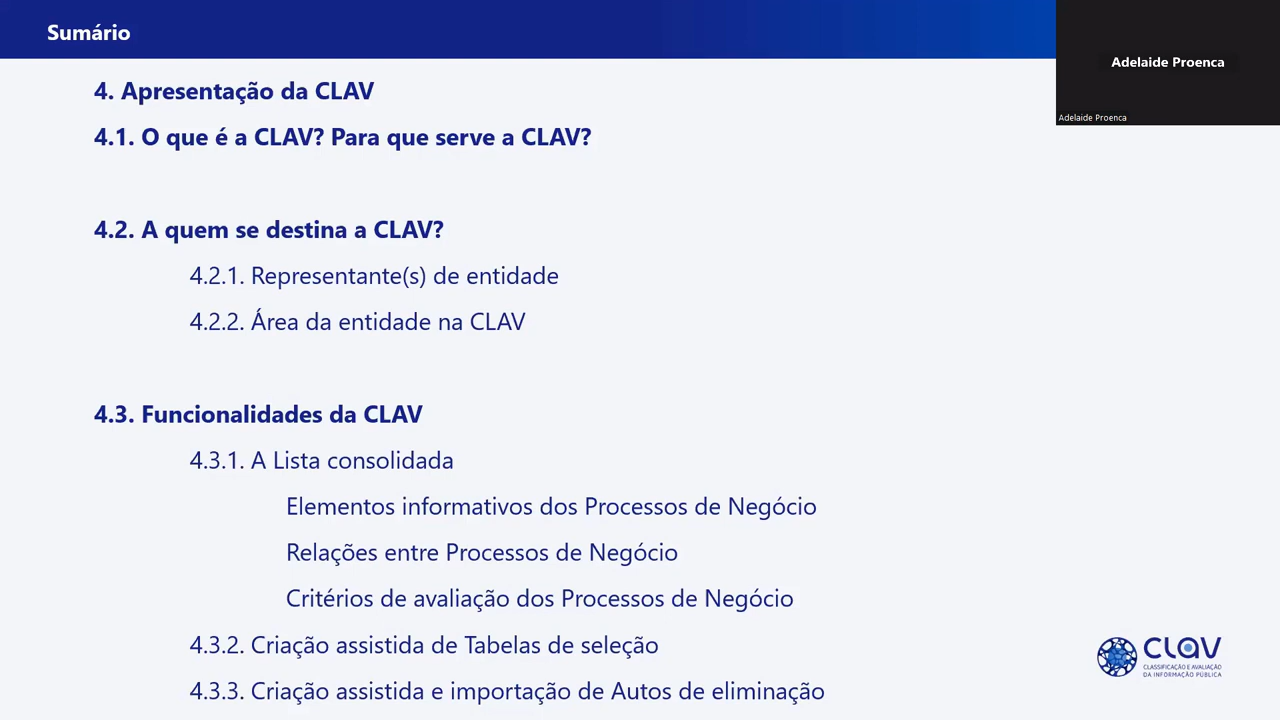 Sumário
Adelaide Proenca
Adelaide Proenca
4. Apresentação da CLAV
4.1. O que é a CLAV? Para que serve a CLAV?
4.2. A quem se destina a CLAV?
4.2.1. Representante(s) de entidade
4.2.2. Área da entidade na CLAV
4.3. Funcionalidades da CLAV
4.3.1. A Lista consolidada
Elementos informativos dos Processos de Negócio
Relações entre Processos de Negócio
Critérios de avaliação dos Processos de Negócio
4.3.2. Criação assistida de Tabelas de seleção
4.3.3. Criação assistida e importação de Autos de eliminação
CLAV
CLASSIFICAÇÃO E AVALIAÇÃO
DA INFORMAÇÃO PÚBLICA